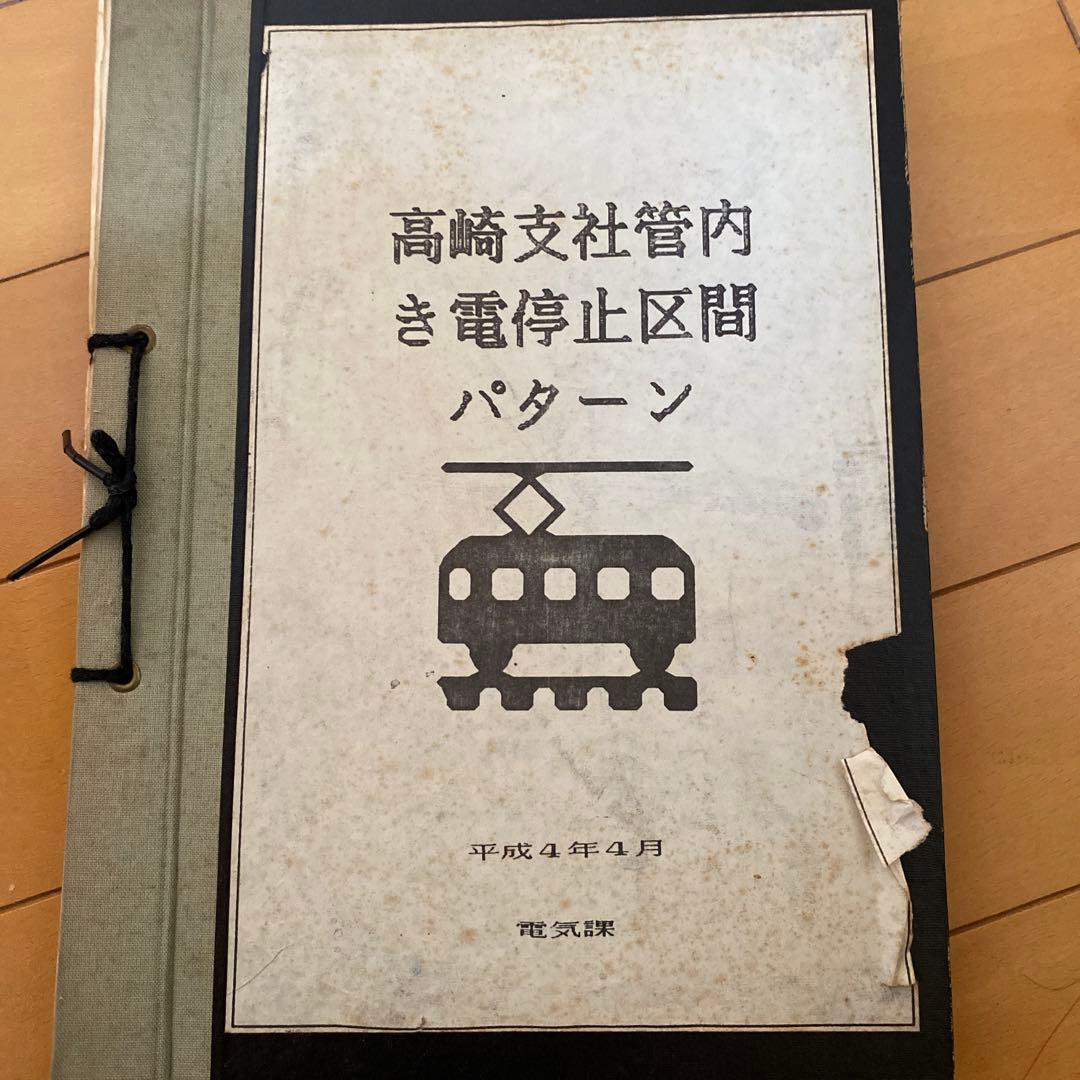 高崎支社管内
き電停止区間
パターン
平成4年4月
電気課